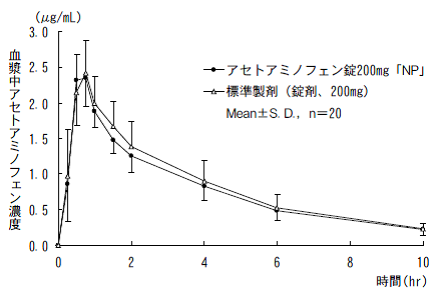 (μg/mL)
血漿中アセトアミノフェン濃度
3.0
2.5
2.0
1.5
1.0
0.5
0.0
アセトアミノフェン錠200mg「NP」
標準製剤（錠剤、200mg）
Mean±S. D., n=20
0 2 4 6 8 10
時間(hr)